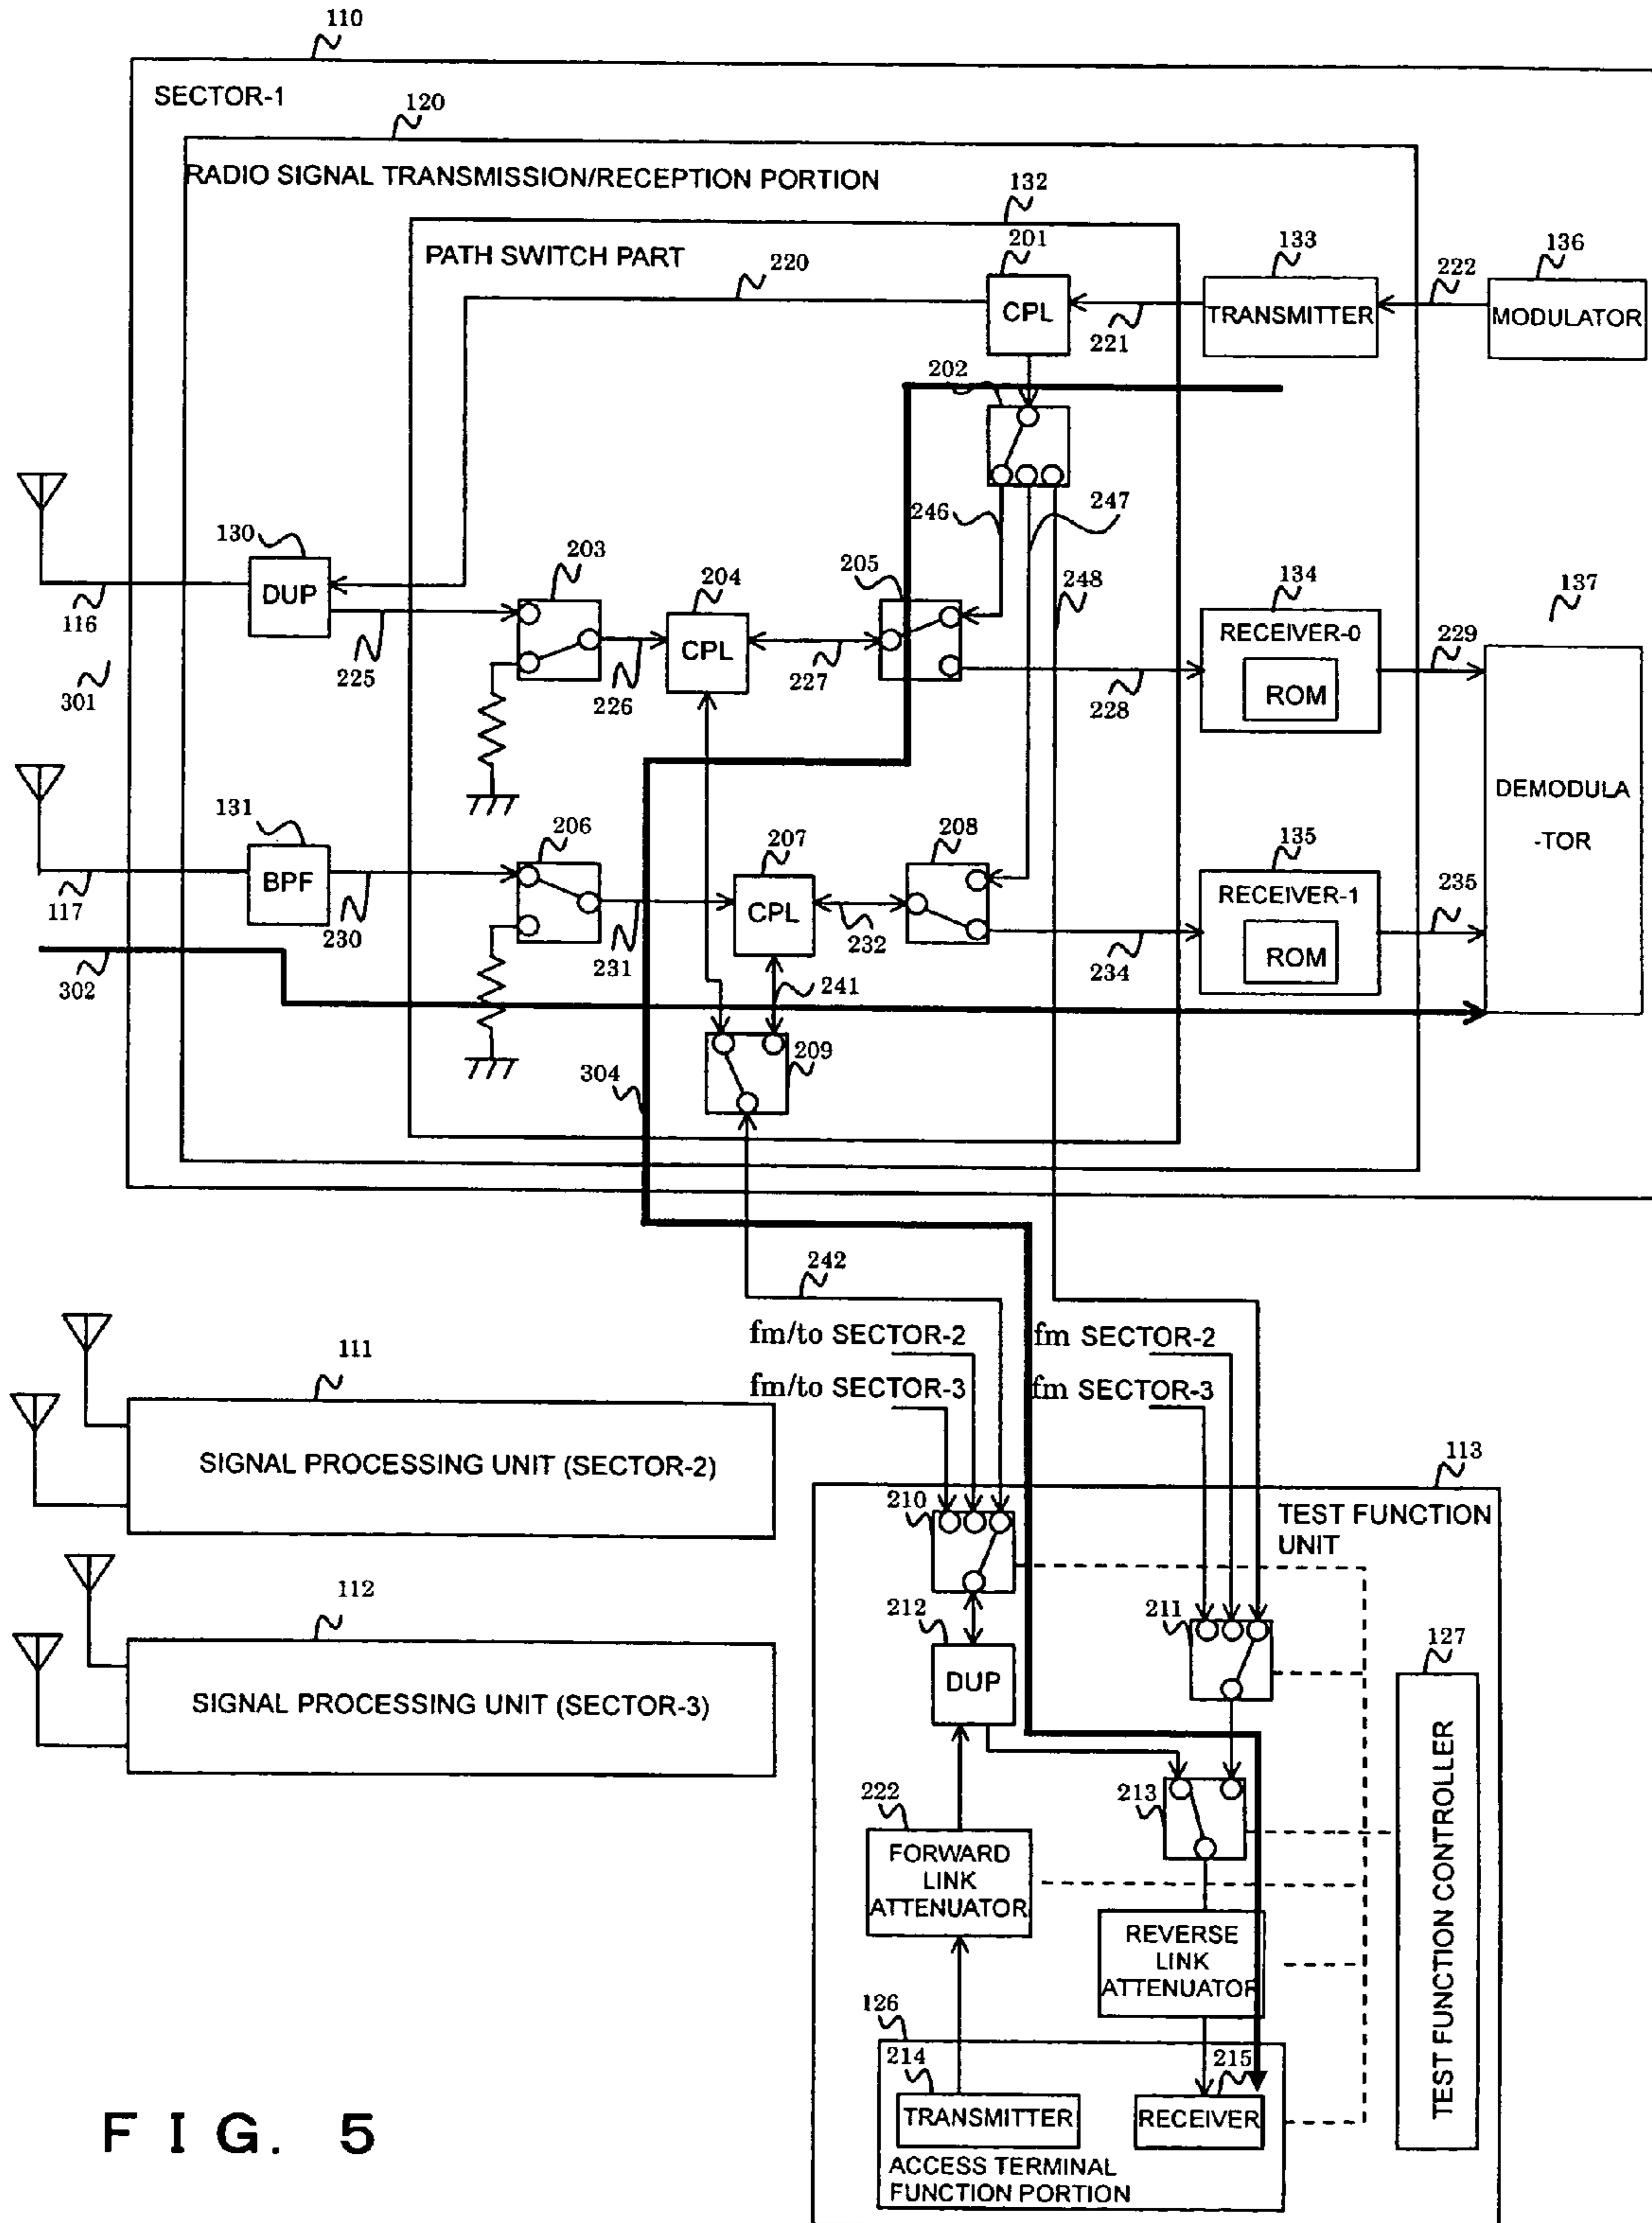 110
SECTOR-1
120
RADIO SIGNAL TRANSMISSION/RECEPTION PORTION
132
PATH SWITCH PART
220
201
CPL
221
133
TRANSMITTER
222
136
MODULATOR
202
246
247
248
130
DUP
116
225
301
203
226
204
CPL
227
205
228
134
RECEIVER-0
ROM
229
137
DEMODULA
-TOR
131
BPF
117
230
302
206
231
207
CPL
232
208
234
135
RECEIVER-1
ROM
235
241
209
304
242
fm/to SECTOR-2
fm SECTOR-2
fm/to SECTOR-3
fm SECTOR-3
111
SIGNAL PROCESSING UNIT (SECTOR-2)
112
SIGNAL PROCESSING UNIT (SECTOR-3)
113
TEST FUNCTION
UNIT
210
211
212
DUP
127
TEST FUNCTION CONTROLLER
213
222
FORWARD
LINK
ATTENUATOR
REVERSE
LINK
ATTENUATOR
126
214
TRANSMITTER
215
RECEIVER
ACCESS TERMINAL
FUNCTION PORTION
FIG. 5